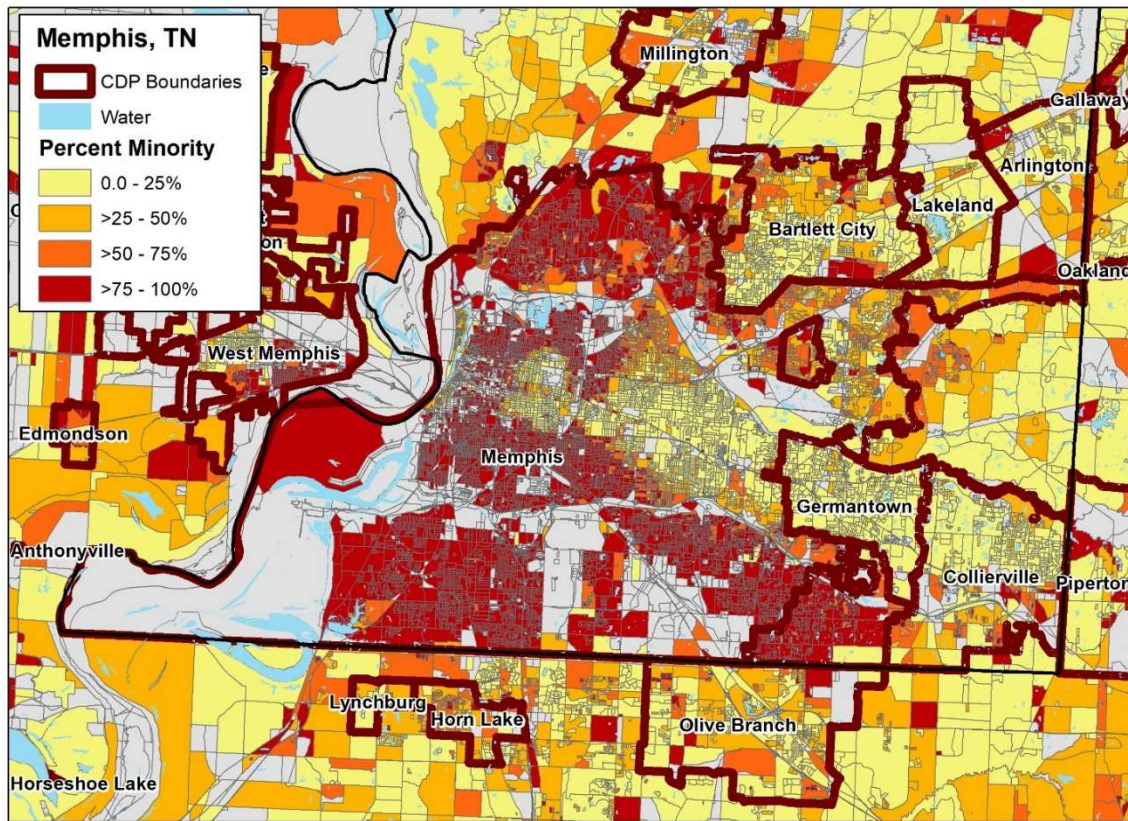 Memphis, TN
CDP Boundaries
Water
Percent Minority
0.0 - 25%
>25 - 50%
>50 - 75%
>75 - 100%
Millington
Gallaway
Arlington
Lakeland
Bartlett City
Oakland
West Memphis
Edmondson
Memphis
Germantown
Anthonyville
Collierville
Piperton
Lynchburg
Horn Lake
Olive Branch
Horseshoe Lake